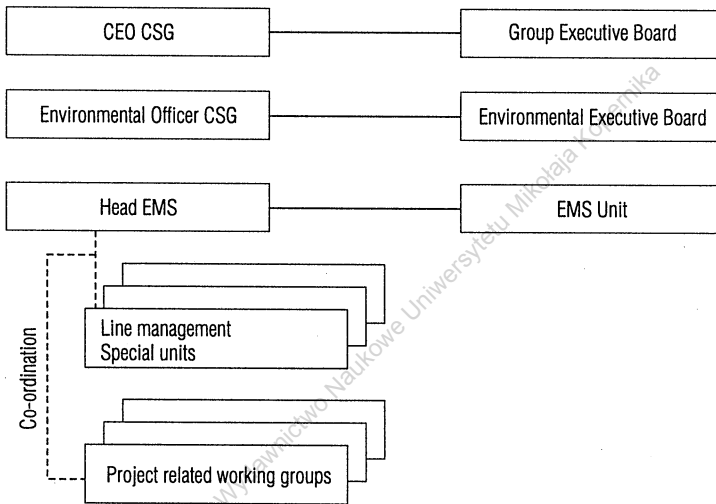 CEO CSG
Group Executive Board
Environmental Officer CSG
Environmental Executive Board
Head EMS
EMS Unit
Co-ordination
Line management
Special units
Project related working groups
Wydawnictwo Naukowe Uniwersytetu Mikołaja Kopernika